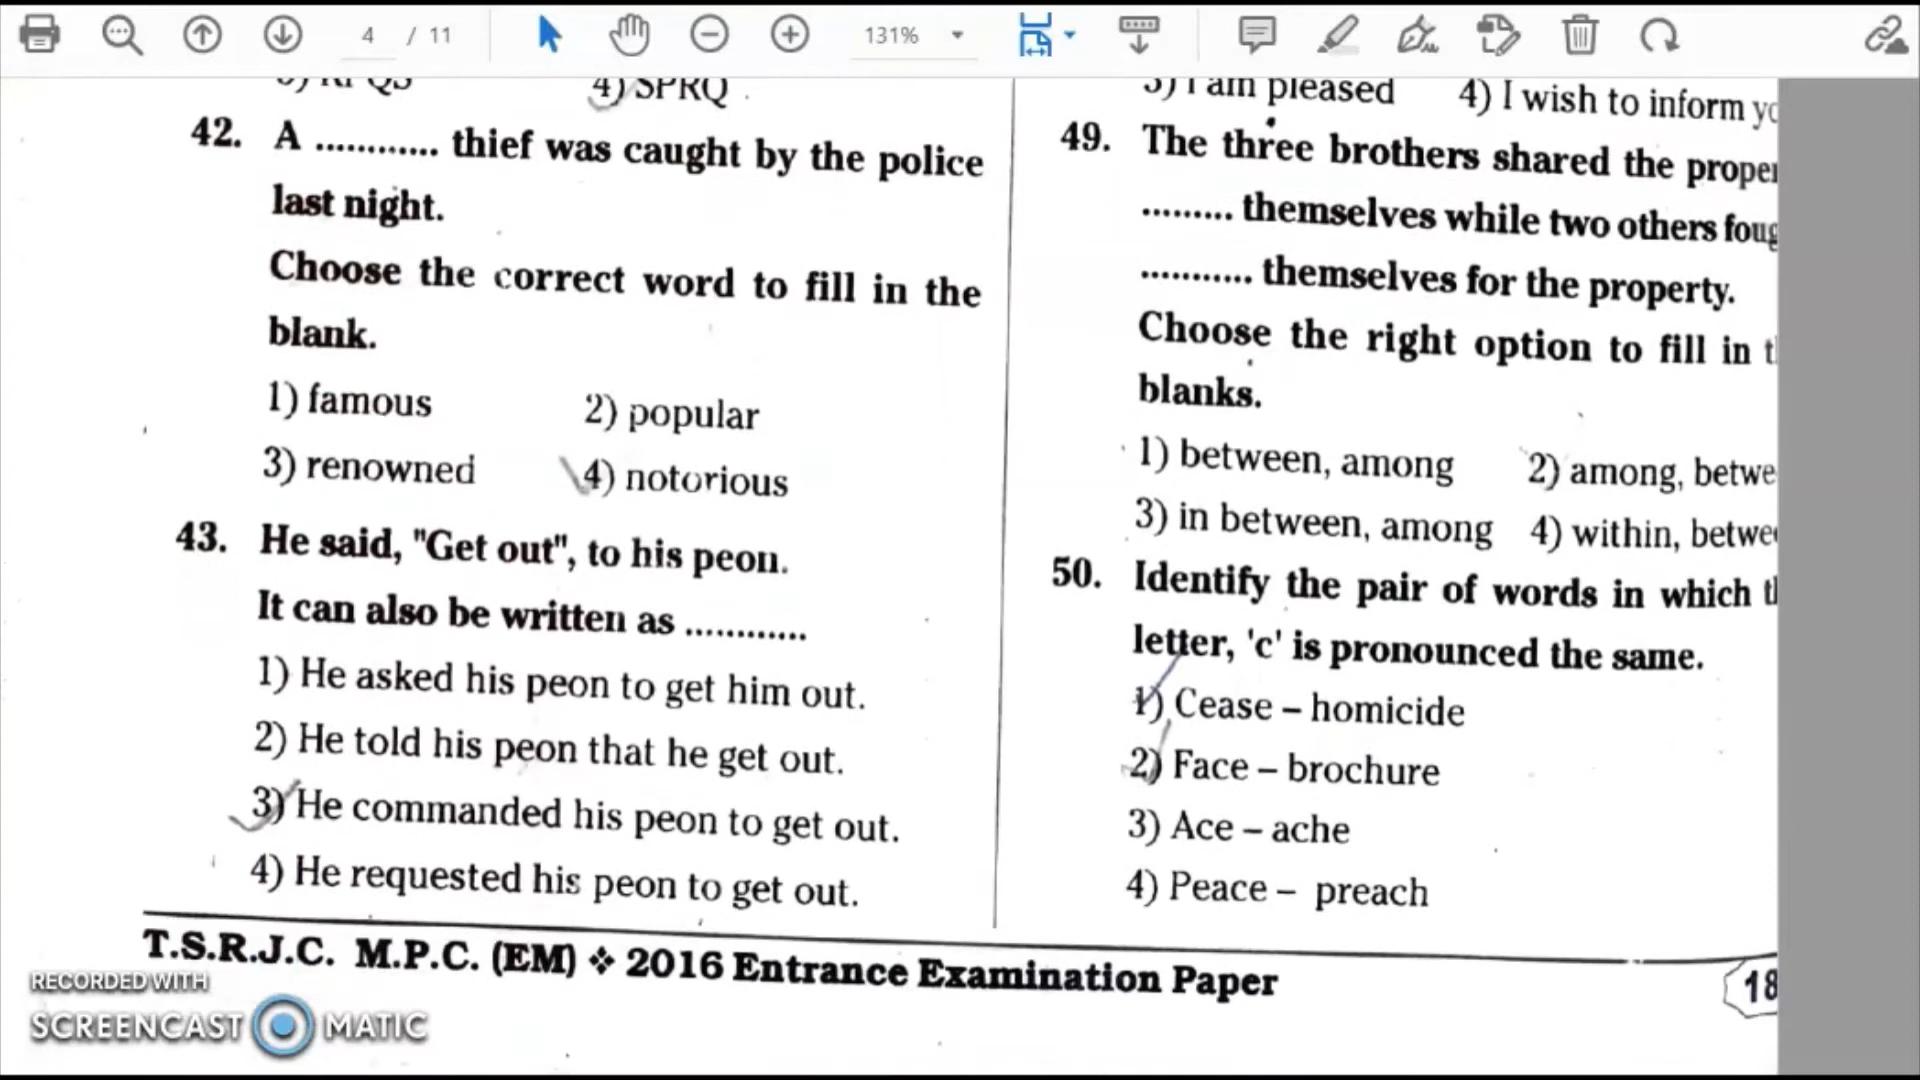 4 / 11
131%
4) SPRQ
42. A ............ thief was caught by the police
last night.
Choose the correct word to fill in the
blank.
1) famous 2) popular
3) renowned 4) notorious
43. He said, "Get out", to his peon.
It can also be written as ............
1) He asked his peon to get him out.
2) He told his peon that he get out.
3) He commanded his peon to get out.
4) He requested his peon to get out.
3) I am pleased 4) I wish to inform
49. The three brothers shared the
......... themselves while two others
........... themselves for the property.
Choose the right option to fill in
blanks.
1) between, among 2) among,
3) in between, among 4) within,
50. Identify the pair of words in which
letter, 'c' is pronounced the same.
1) Cease – homicide
2) Face – brochure
3) Ace – ache
4) Peace – preach
T.S.R.J.C. M.P.C. (EM) ❖ 2016 Entrance Examination Paper
RECORDED WITH
SCREENCAST MATIC